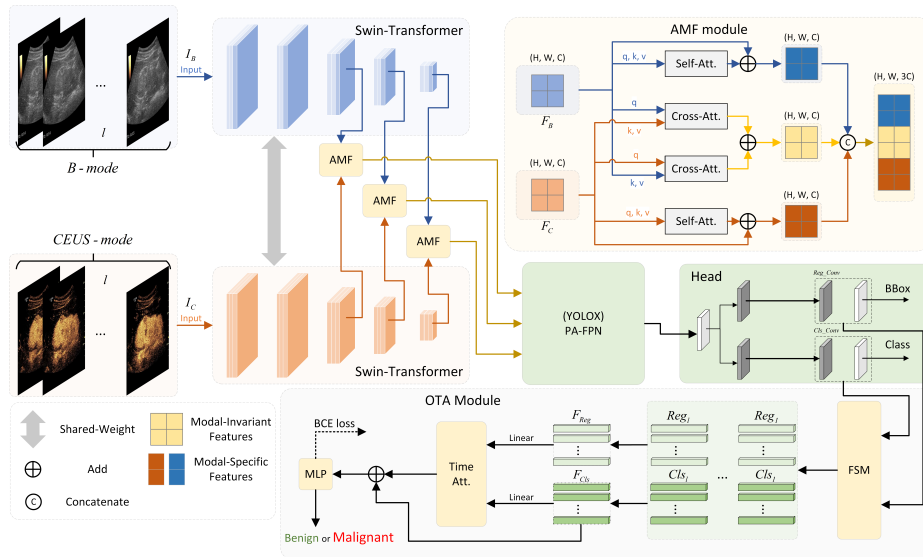 Swin-Transformer
I_B
Input
...
l
B - mode
CEUS - mode
l
...
I_C
Input
Swin-Transformer
AMF
AMF
AMF
AMF module
(H, W, C)
F_B
(H, W, C)
F_C
q, k, v
Self-Att.
(H, W, C)
q
k, v
Cross-Att.
(H, W, C)
q
k, v
Cross-Att.
q, k, v
Self-Att.
(H, W, C)
C
(H, W, 3C)
(YOLOX)
PA-FPN
Head
Reg_Conv
BBox
Cls_Conv
Class
Shared-Weight
Modal-Invariant
Features
Add
Modal-Specific
Features
C
Concatenate
OTA Module
BCE loss
MLP
Benign or Malignant
Time
Att.
Linear
Linear
F_Reg
⋮
F_Cls
⋮
Reg_1
Reg_1
⋮
⋮
Cls_1
...
Cls_1
⋮
⋮
FSM